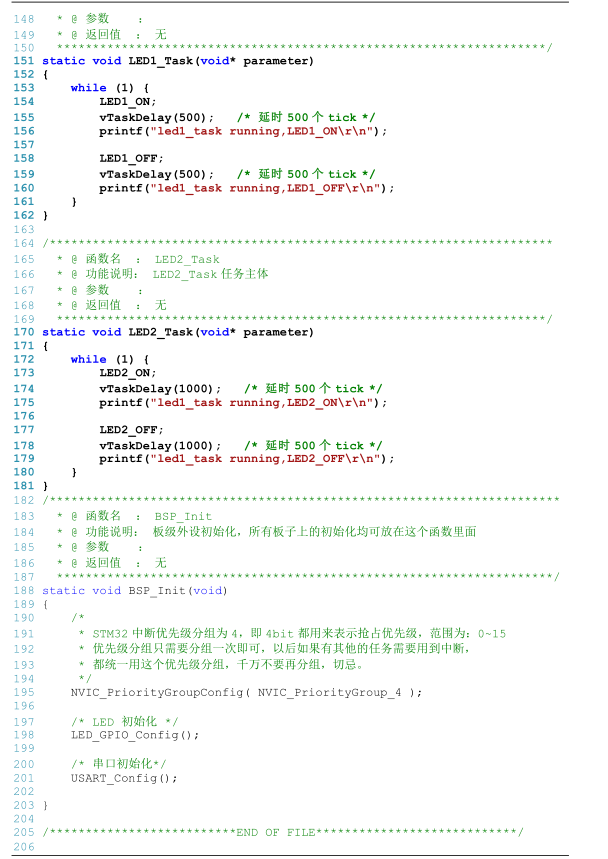 148 * @ 参数 ：
149 * @ 返回值 ： 无
150 ********************************************************************/
151 static void LED1_Task(void* parameter)
152 {
153 while (1) {
154 LED1_ON;
155 vTaskDelay(500); /* 延时 500 个 tick */
156 printf("led1_task running,LED1_ON\r\n");
157
158 LED1_OFF;
159 vTaskDelay(500); /* 延时 500 个 tick */
160 printf("led1_task running,LED1_OFF\r\n");
161 }
162 }
163
164 /**********************************************************************
165 * @ 函数名 ： LED2_Task
166 * @ 功能说明： LED2_Task 任务主体
167 * @ 参数 ：
168 * @ 返回值 ： 无
169 ********************************************************************/
170 static void LED2_Task(void* parameter)
171 {
172 while (1) {
173 LED2_ON;
174 vTaskDelay(1000); /* 延时 500 个 tick */
175 printf("led1_task running,LED2_ON\r\n");
176
177 LED2_OFF;
178 vTaskDelay(1000); /* 延时 500 个 tick */
179 printf("led1_task running,LED2_OFF\r\n");
180 }
181 }
182 /***********************************************************************
183 * @ 函数名 ： BSP_Init
184 * @ 功能说明： 板级外设初始化，所有板子上的初始化均可放在这个函数里面
185 * @ 参数 ：
186 * @ 返回值 ： 无
187 *********************************************************************/
188 static void BSP_Init(void)
189 {
190 /*
191 * STM32 中断优先级分组为 4，即 4bit 都用来表示抢占优先级，范围为：0~15
192 * 优先级分组只需要分组一次即可，以后如果有其他的任务需要用到中断，
193 * 都统一用这个优先级分组，千万不要再分组，切忌。
194 */
195 NVIC_PriorityGroupConfig( NVIC_PriorityGroup_4 );
196
197 /* LED 初始化 */
198 LED_GPIO_Config();
199
200 /* 串口初始化*/
201 USART_Config();
202
203 }
204
205 /**************************END OF FILE****************************/
206